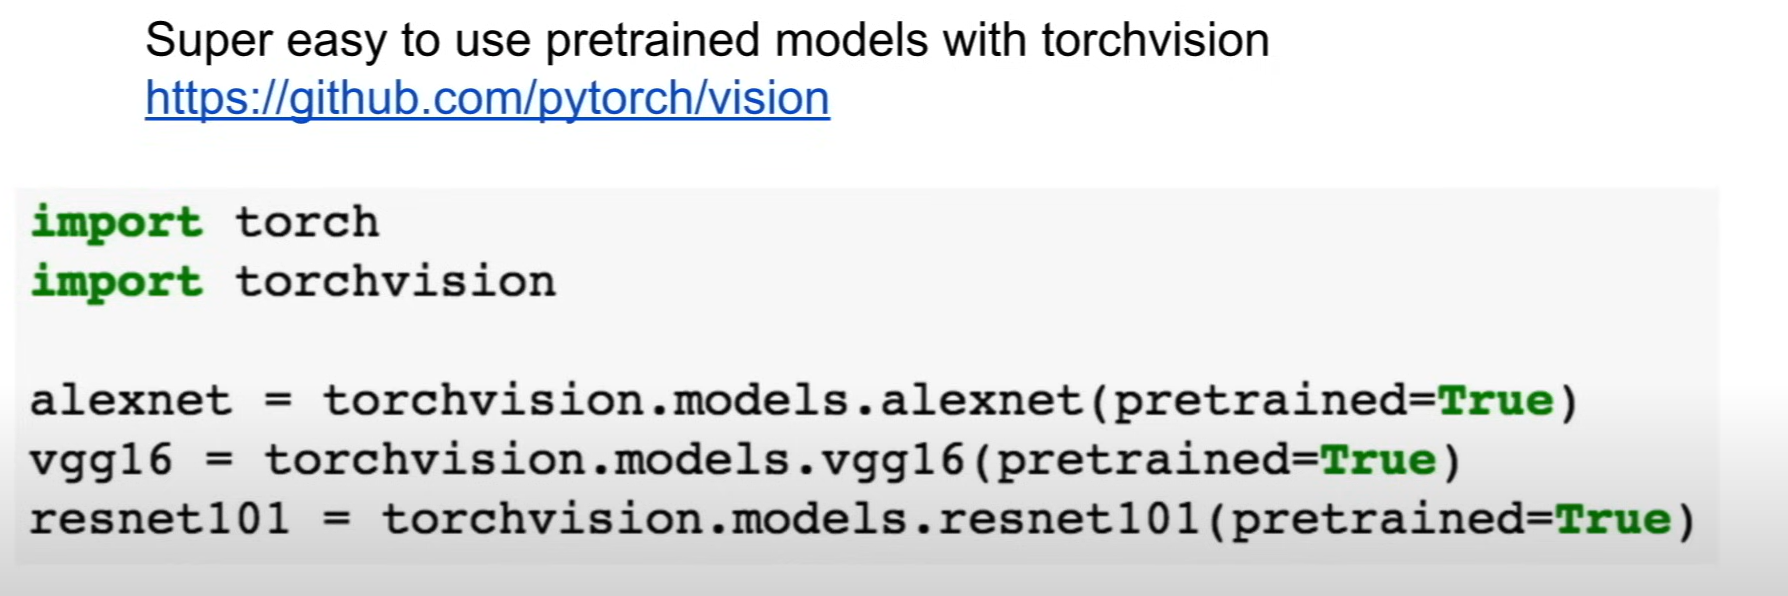 Super easy to use pretrained models with torchvision
https://github.com/pytorch/vision
import torch
import torchvision
alexnet = torchvision.models.alexnet(pretrained=True)
vgg16 = torchvision.models.vgg16(pretrained=True)
resnet101 = torchvision.models.resnet101(pretrained=True)